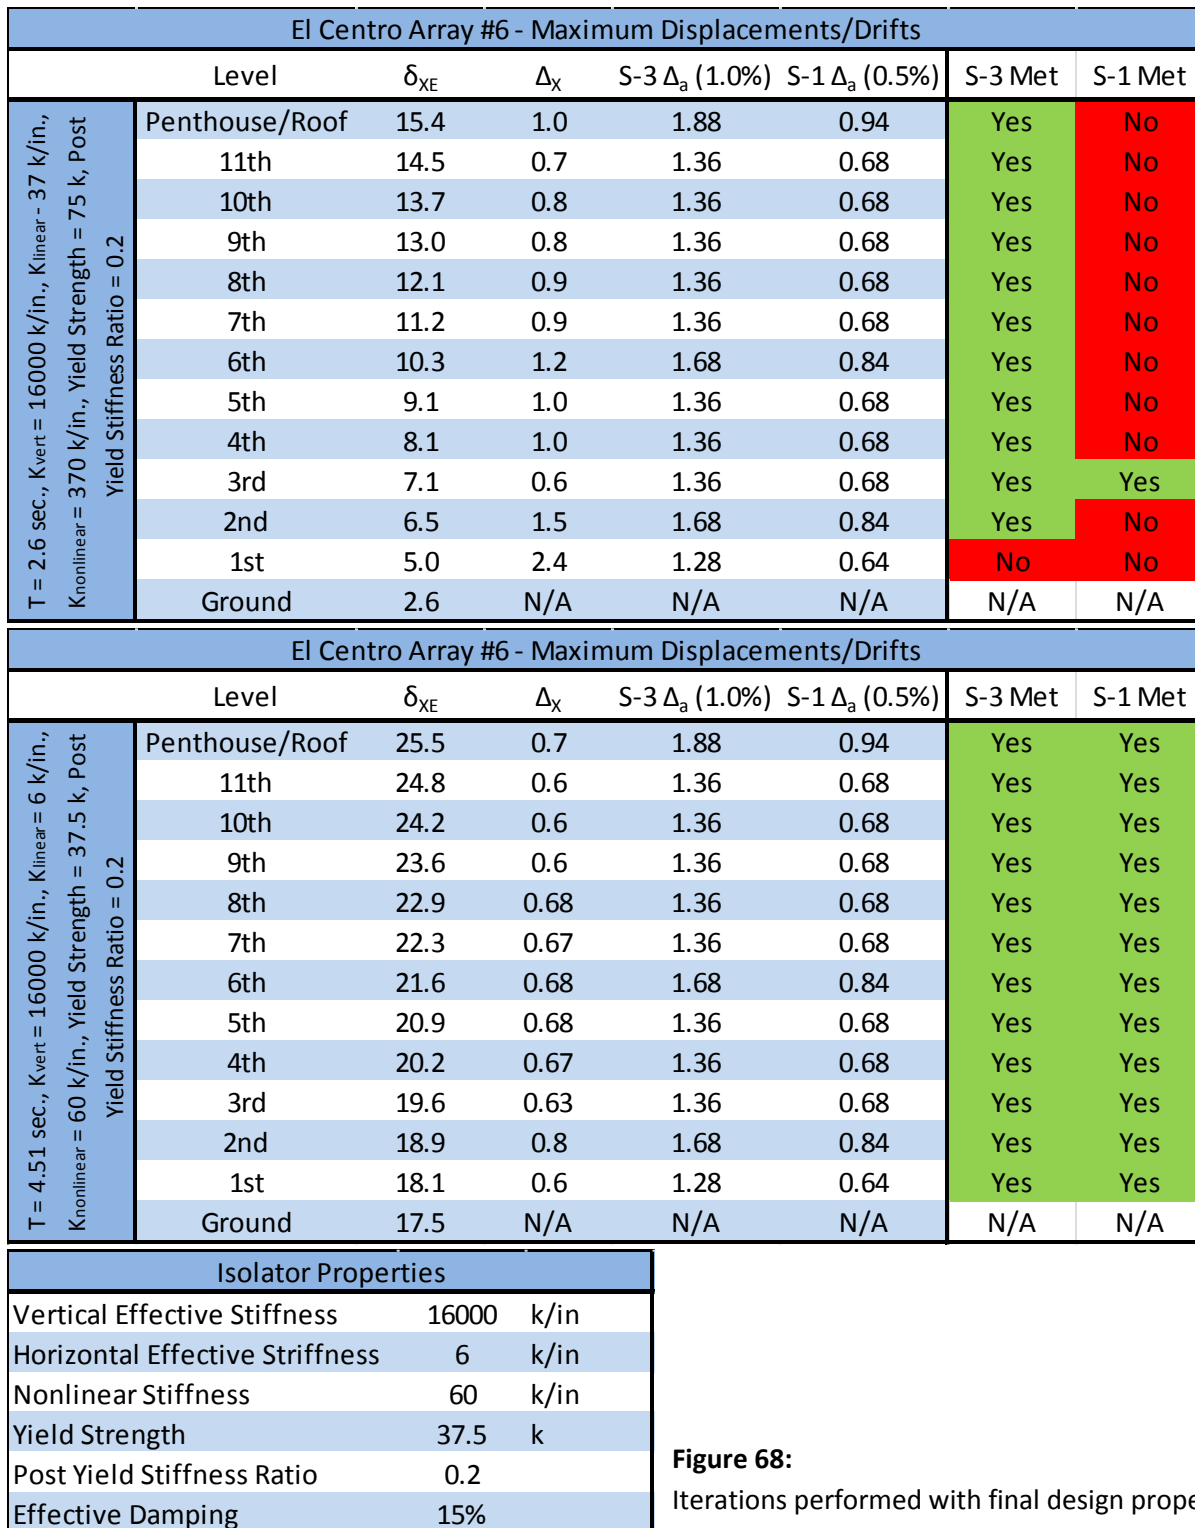 El Centro Array #6 - Maximum Displacements/Drifts
Level δXE ΔX S-3 Δa (1.0%) S-1 Δa (0.5%) S-3 Met S-1 Met
T = 2.6 sec., Kvert = 16000 k/in., Klinear - 37 k/in.,
Knonlinear = 370 k/in., Yield Strength = 75 k, Post
Yield Stiffness Ratio = 0.2
Penthouse/Roof 15.4 1.0 1.88 0.94 Yes No
11th 14.5 0.7 1.36 0.68 Yes No
10th 13.7 0.8 1.36 0.68 Yes No
9th 13.0 0.8 1.36 0.68 Yes No
8th 12.1 0.9 1.36 0.68 Yes No
7th 11.2 0.9 1.36 0.68 Yes No
6th 10.3 1.2 1.68 0.84 Yes No
5th 9.1 1.0 1.36 0.68 Yes No
4th 8.1 1.0 1.36 0.68 Yes No
3rd 7.1 0.6 1.36 0.68 Yes Yes
2nd 6.5 1.5 1.68 0.84 Yes No
1st 5.0 2.4 1.28 0.64 No No
Ground 2.6 N/A N/A N/A N/A N/A
El Centro Array #6 - Maximum Displacements/Drifts
Level δXE ΔX S-3 Δa (1.0%) S-1 Δa (0.5%) S-3 Met S-1 Met
T = 4.51 sec., Kvert = 16000 k/in., Klinear = 6 k/in.,
Knonlinear = 60 k/in., Yield Strength = 37.5 k, Post
Yield Stiffness Ratio = 0.2
Penthouse/Roof 25.5 0.7 1.88 0.94 Yes Yes
11th 24.8 0.6 1.36 0.68 Yes Yes
10th 24.2 0.6 1.36 0.68 Yes Yes
9th 23.6 0.6 1.36 0.68 Yes Yes
8th 22.9 0.68 1.36 0.68 Yes Yes
7th 22.3 0.67 1.36 0.68 Yes Yes
6th 21.6 0.68 1.68 0.84 Yes Yes
5th 20.9 0.68 1.36 0.68 Yes Yes
4th 20.2 0.67 1.36 0.68 Yes Yes
3rd 19.6 0.63 1.36 0.68 Yes Yes
2nd 18.9 0.8 1.68 0.84 Yes Yes
1st 18.1 0.6 1.28 0.64 Yes Yes
Ground 17.5 N/A N/A N/A N/A N/A
Isolator Properties
Vertical Effective Stiffness 16000 k/in
Horizontal Effective Striffness 6 k/in
Nonlinear Stiffness 60 k/in
Yield Strength 37.5 k
Post Yield Stiffness Ratio 0.2
Effective Damping 15%
Figure 68:
Iterations performed with final design prope